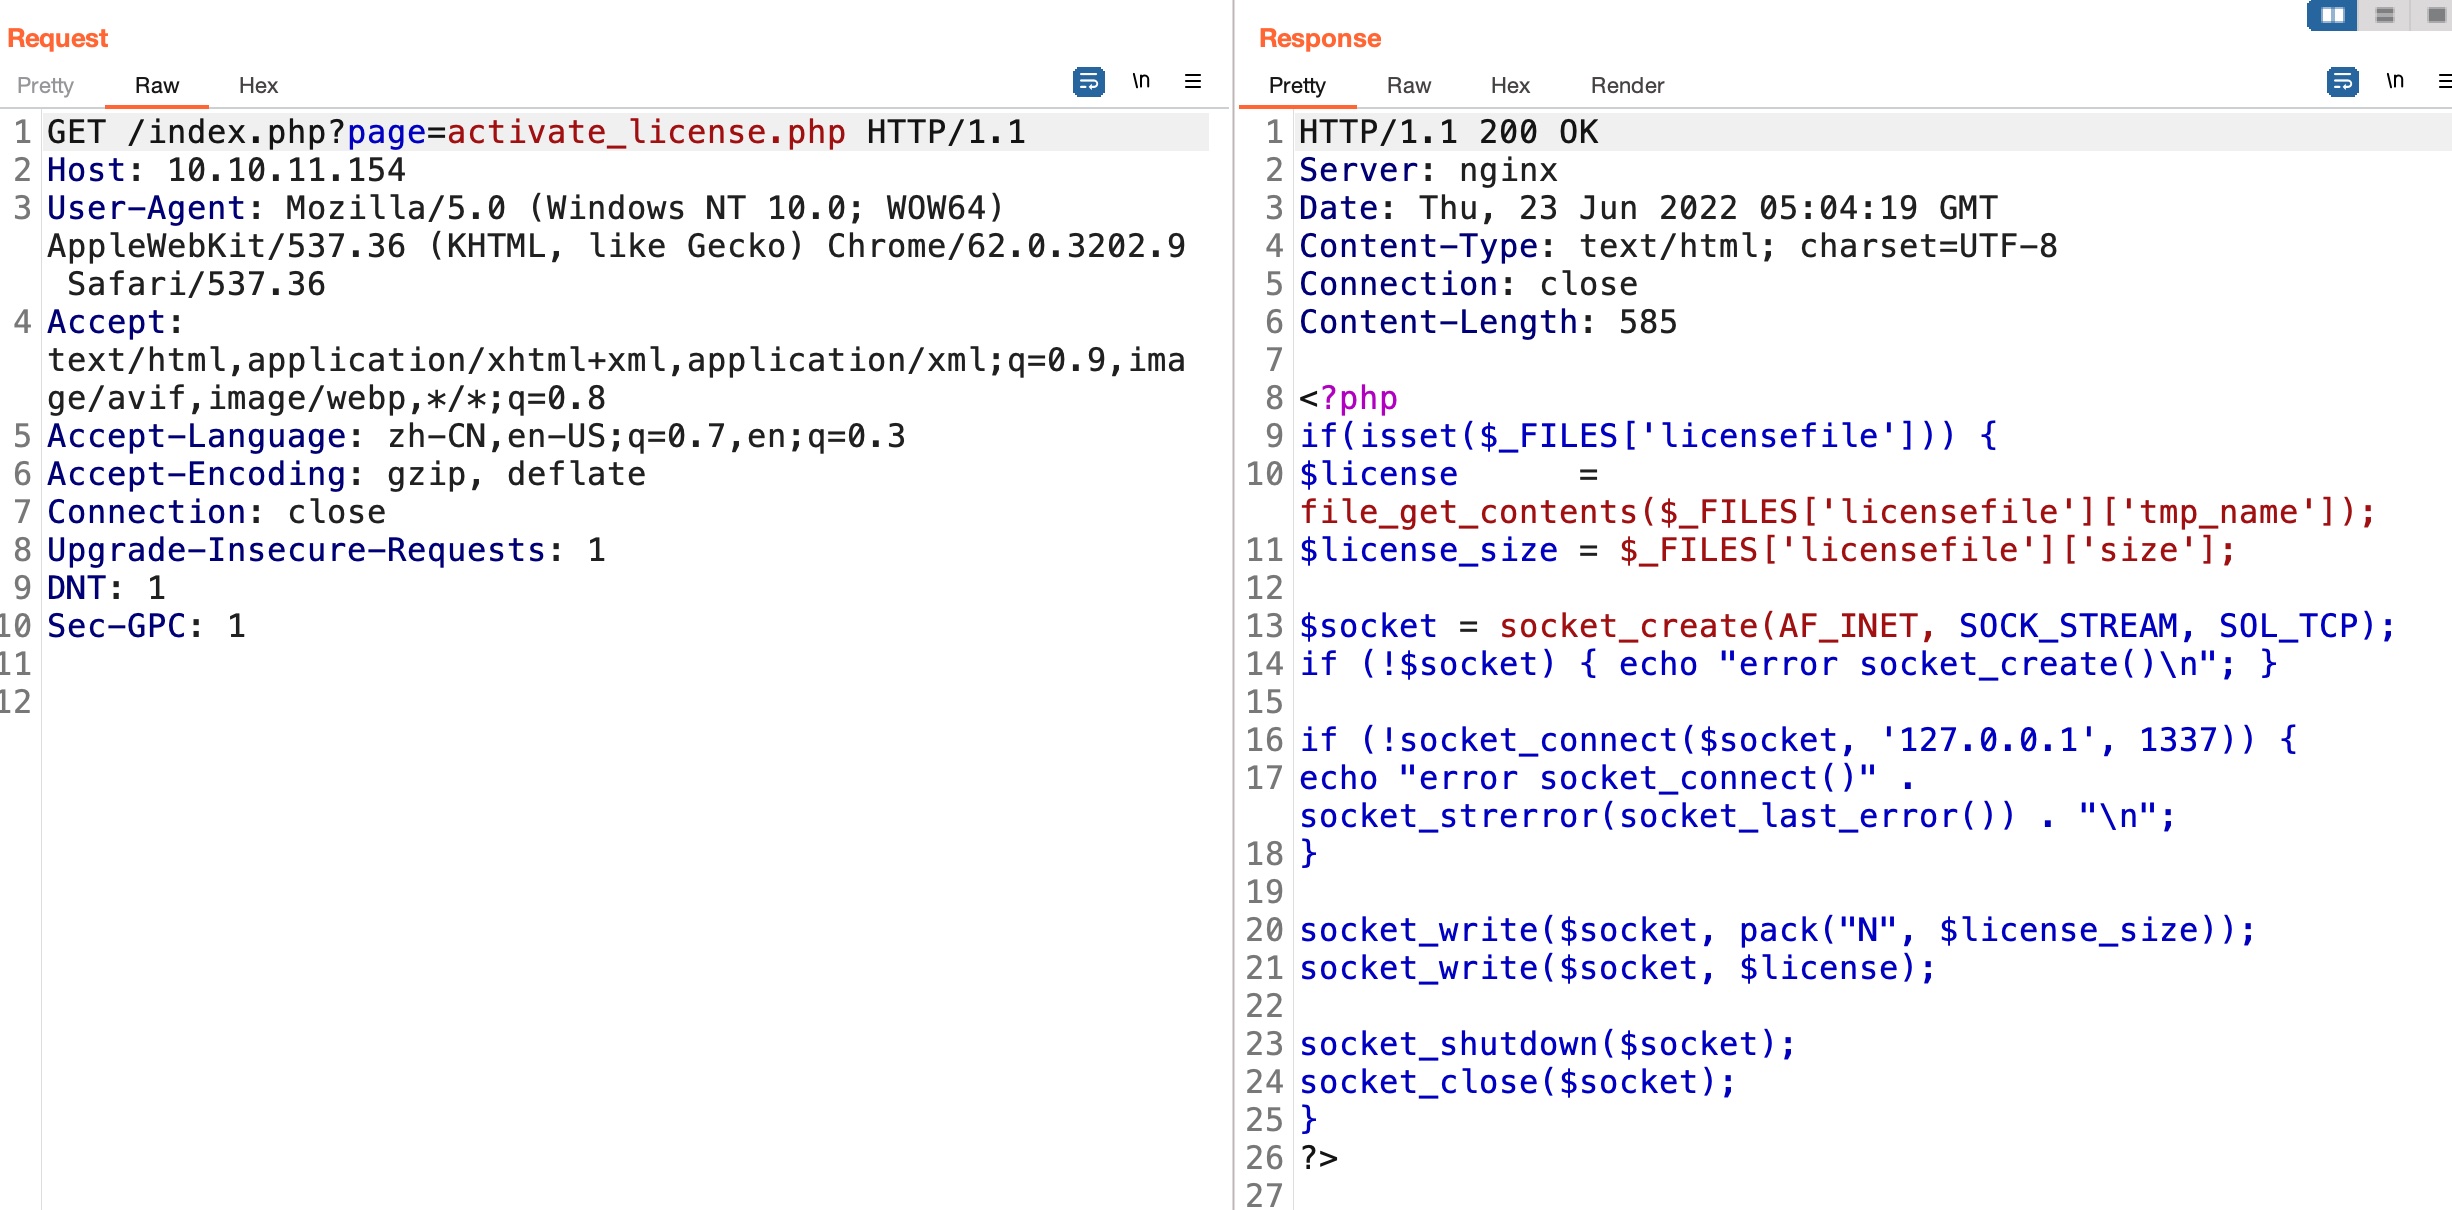 Request
Pretty Raw Hex \n
1 GET /index.php?page=activate_license.php HTTP/1.1
2 Host: 10.10.11.154
3 User-Agent: Mozilla/5.0 (Windows NT 10.0; WOW64)
AppleWebKit/537.36 (KHTML, like Gecko) Chrome/62.0.3202.9
Safari/537.36
4 Accept:
text/html,application/xhtml+xml,application/xml;q=0.9,ima
ge/avif,image/webp,*/*;q=0.8
5 Accept-Language: zh-CN,en-US;q=0.7,en;q=0.3
6 Accept-Encoding: gzip, deflate
7 Connection: close
8 Upgrade-Insecure-Requests: 1
9 DNT: 1
10 Sec-GPC: 1
11
12
Response
Pretty Raw Hex Render \n
1 HTTP/1.1 200 OK
2 Server: nginx
3 Date: Thu, 23 Jun 2022 05:04:19 GMT
4 Content-Type: text/html; charset=UTF-8
5 Connection: close
6 Content-Length: 585
7
8 <?php
9 if(isset($_FILES['licensefile'])) {
10 $license      =
file_get_contents($_FILES['licensefile']['tmp_name']);
11 $license_size = $_FILES['licensefile']['size'];
12
13 $socket = socket_create(AF_INET, SOCK_STREAM, SOL_TCP);
14 if (!$socket) { echo "error socket_create()\n"; }
15
16 if (!socket_connect($socket, '127.0.0.1', 1337)) {
17 echo "error socket_connect()" .
socket_strerror(socket_last_error()) . "\n";
18 }
19
20 socket_write($socket, pack("N", $license_size));
21 socket_write($socket, $license);
22
23 socket_shutdown($socket);
24 socket_close($socket);
25 }
26 ?>
27